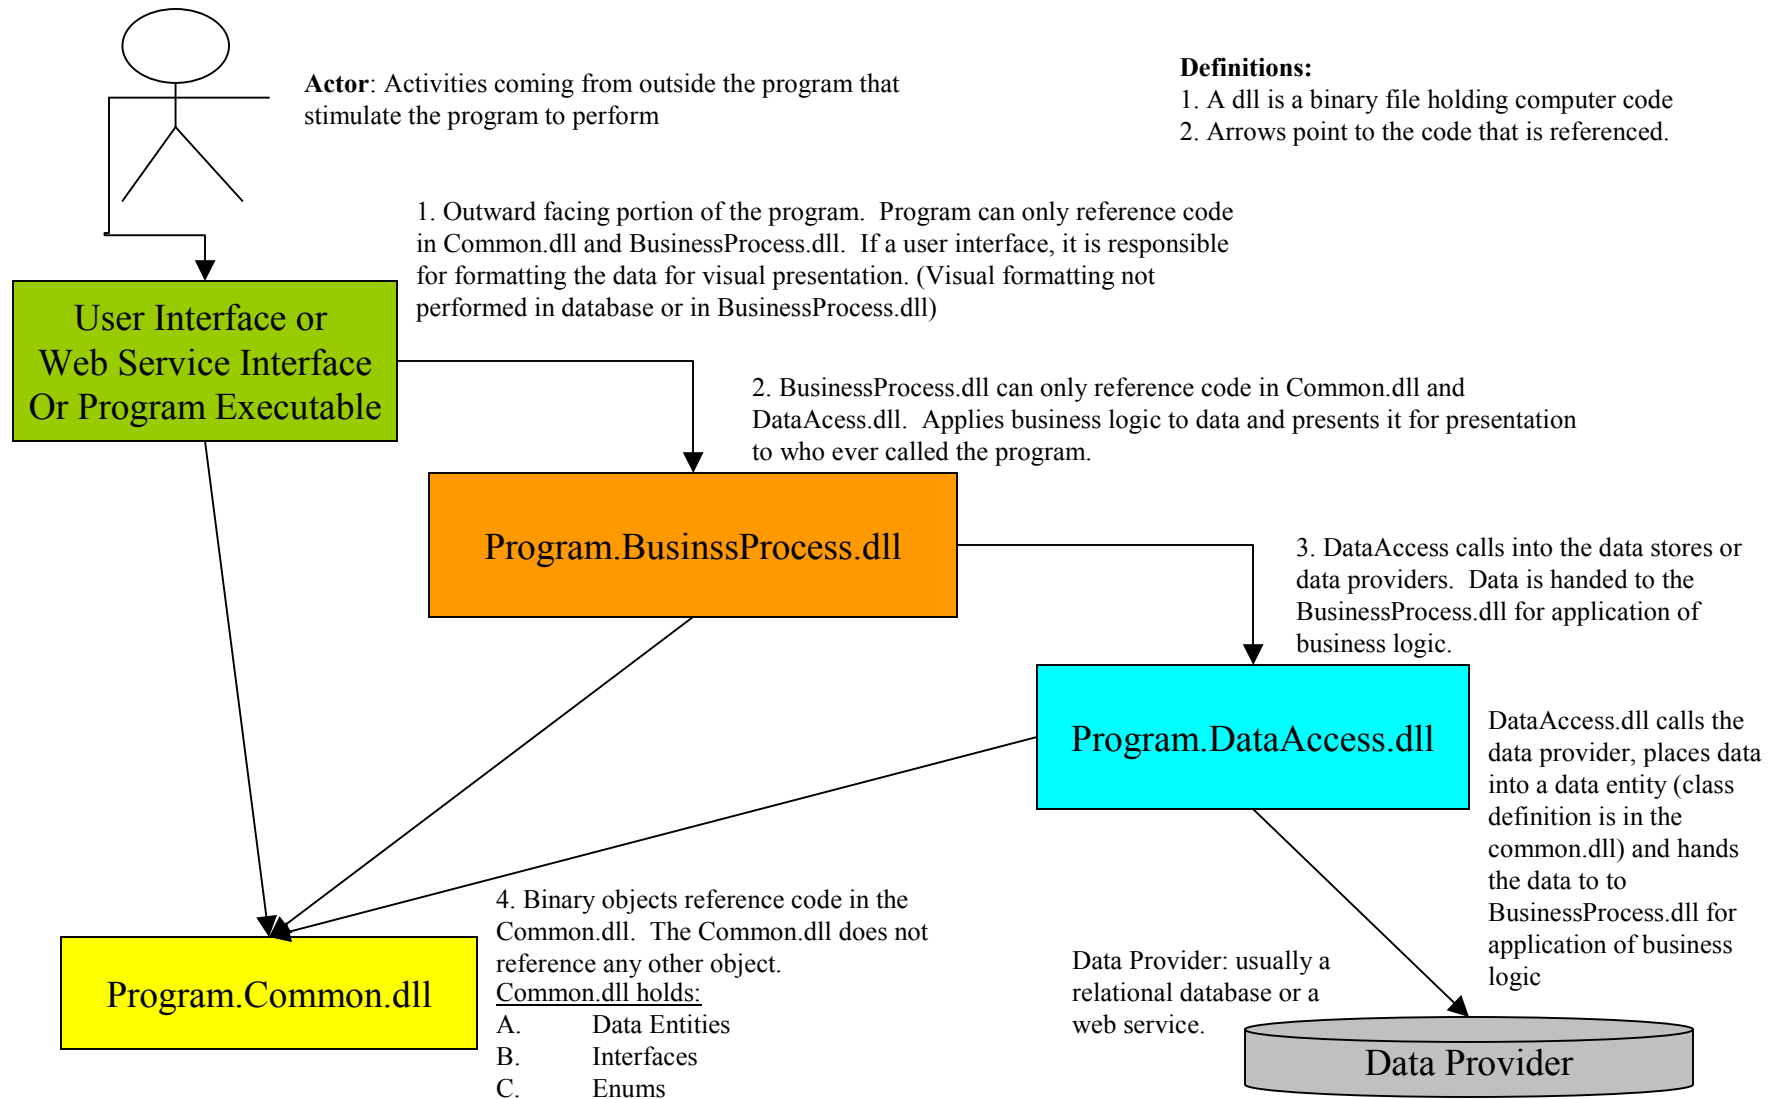 Actor: Activities coming from outside the program that
stimulate the program to perform
Definitions:
1. A dll is a binary file holding computer code
2. Arrows point to the code that is referenced.
1. Outward facing portion of the program.  Program can only reference code
in Common.dll and BusinessProcess.dll.  If a user interface, it is responsible
for formatting the data for visual presentation. (Visual formatting not
performed in database or in BusinessProcess.dll)
User Interface or
Web Service Interface
Or Program Executable
2. BusinessProcess.dll can only reference code in Common.dll and
DataAcess.dll.  Applies business logic to data and presents it for presentation
to who ever called the program.
Program.BusinssProcess.dll
3. DataAccess calls into the data stores or
data providers.  Data is handed to the
BusinessProcess.dll for application of
business logic.
Program.DataAccess.dll
DataAccess.dll calls the
data provider, places data
into a data entity (class
definition is in the
common.dll) and hands
the data to to
BusinessProcess.dll for
application of business
logic
4. Binary objects reference code in the
Common.dll.  The Common.dll does not
reference any other object.
Common.dll holds:
A. Data Entities
B. Interfaces
C. Enums
Program.Common.dll
Data Provider: usually a
relational database or a
web service.
Data Provider